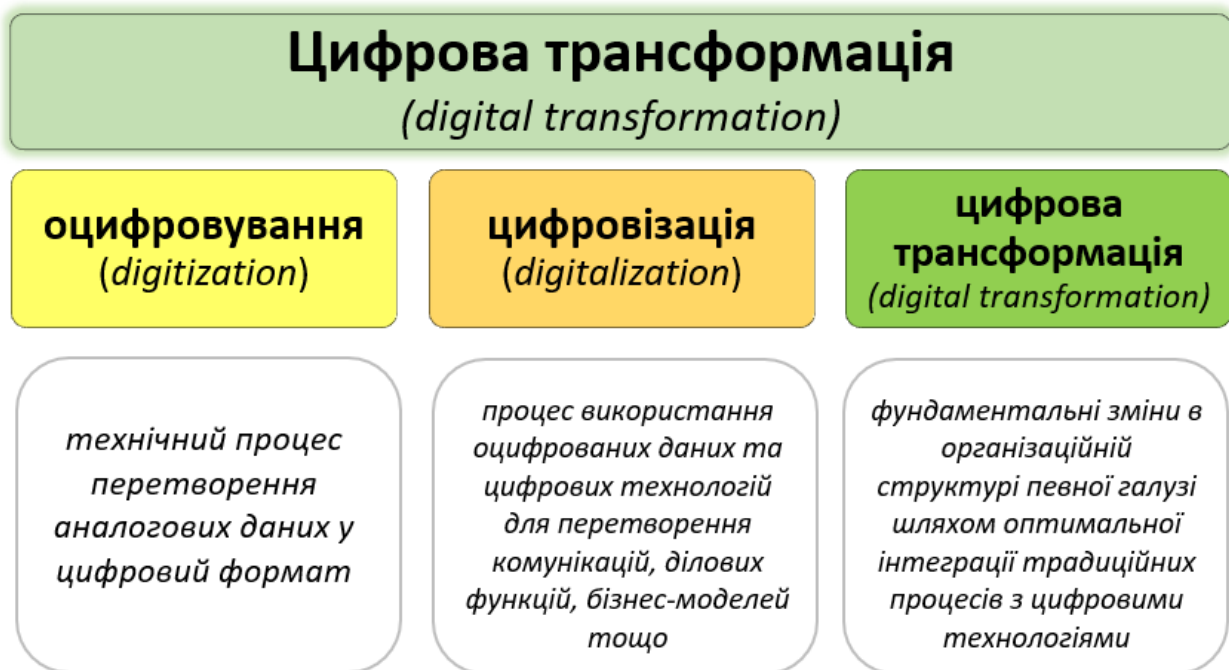 Цифрова трансформація
(digital transformation)
оцифровування
(digitization)
цифровізація
(digitalization)
цифрова
трансформація
(digital transformation)
технічний процес
перетворення
аналогових даних у
цифровий формат
процес використання
оцифрованих даних та
цифрових технологій
для перетворення
комунікацій, ділових
функцій, бізнес-моделей
тощо
фундаментальні зміни в
організаційній
структурі певної галузі
шляхом оптимальної
інтеграції традиційних
процесів з цифровими
технологіями